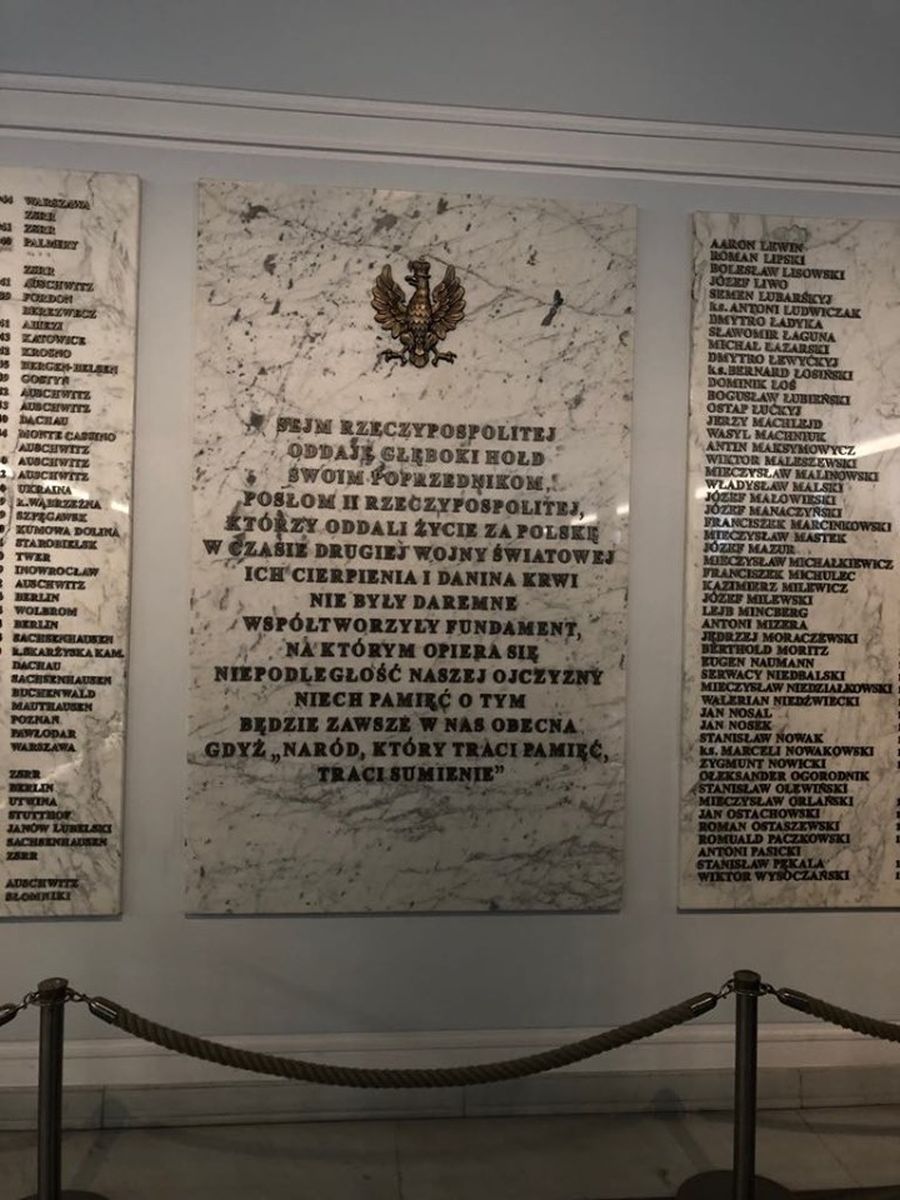 WARSZAWA
ZSRR
ZSRR
PALMIRY
ZSRR
AUSCHWITZ
FORDON
BEREZWECZ
KATOWICE
KROSNO
BERGEN-BELSEN
GOSTYŃ
AUSCHWITZ
AUSCHWITZ
DACHAU
MONTE CASSINO
AUSCHWITZ
AUSCHWITZ
AUSCHWITZ
UKRAINA
k.WĄBRZEŹNA
SZPĘGAWSK
KUMOWA DOLINA
STAROBIELSK
TWER
INOWROCŁAW
AUSCHWITZ
BERLIN
WOLBROM
BERLIN
SACHSENHAUSEN
k.SKARŻYSKA KAM.
DACHAU
SACHSENHAUSEN
BUCHENWALD
MAUTHAUSEN
POZNAŃ
PAWŁODAR
WARSZAWA
ZSRR
BERLIN
UTWINA
STUTTHOF
JANÓW LUBELSKI
SACHSENHAUSEN
ZSRR
AUSCHWITZ
SŁOMNIKI
SEJM RZECZYPOSPOLITEJ
ODDAJE GŁĘBOKI HOŁD
SWOIM POPRZEDNIKOM,
POSŁOM II RZECZYPOSPOLITEJ,
KTÓRZY ODDALI ŻYCIE ZA POLSKĘ
W CZASIE DRUGIEJ WOJNY ŚWIATOWEJ
ICH CIERPIENIA I DANINA KRWI
NIE BYŁY DAREMNE
WSPÓŁTWORZYŁY FUNDAMENT,
NA KTÓRYM OPIERA SIĘ
NIEPODLEGŁOŚĆ NASZEJ OJCZYZNY
NIECH PAMIĘĆ O TYM
BĘDZIE ZAWSZE W NAS OBECNA
GDYŻ „NARÓD, KTÓRY TRACI PAMIĘĆ,
TRACI SUMIENIE”
AARON LEWIN
ROMAN LIPSKI
BOLESŁAW LISOWSKI
JÓZEF LIWO
SEMEN LUBARŚKYJ
ks. ANTONI LUDWICZAK
DMYTRO ŁADYKA
SŁAWOMIR ŁAGUNA
MICHAŁ ŁAZARSKI
DMYTRO ŁEWYĆKYJ
ks.BERNARD ŁOSIŃSKI
DOMINIK ŁOŚ
BOGUSŁAW ŁUBIEŃSKI
OSTAP ŁUĆKYJ
JERZY MACHLEJD
WASYL MACHNIUK
ANTIN MAKSYMOWYCZ
WIKTOR MALESZEWSKI
MIECZYSŁAW MALINOWSKI
WŁADYSŁAW MALSKI
JÓZEF MAŁOWIESKI
JÓZEF MANACZYŃSKI
FRANCISZEK MARCINKOWSKI
MIECZYSŁAW MASTEK
JÓZEF MAZUR
MIECZYSŁAW MICHAŁKIEWICZ
FRANCISZEK MICHULEC
KAZIMIERZ MILEWICZ
JÓZEF MILEWSKI
LEJB MINCBERG
ANTONI MIZERA
JĘDRZEJ MORACZEWSKI
BERTHOLD MORITZ
EUGEN NAUMANN
SERWACY NIEDBALSKI
MIECZYSŁAW NIEDZIAŁKOWSKI
WALERIAN NIEDŹWIECKI
JAN NOSAL
JAN NOSEK
STANISŁAW NOWAK
ks. MARCELI NOWAKOWSKI
ZYGMUNT NOWICKI
OŁEKSANDER OGORODNIK
STANISŁAW OLEWIŃSKI
MIECZYSŁAW ORLAŃSKI
JAN OSTACHOWSKI
ROMAN OSTASZEWSKI
ROMUALD PACZKOWSKI
ANTONI PASICKI
STANISŁAW PĘKALA
WIKTOR WYSOCZAŃSKI